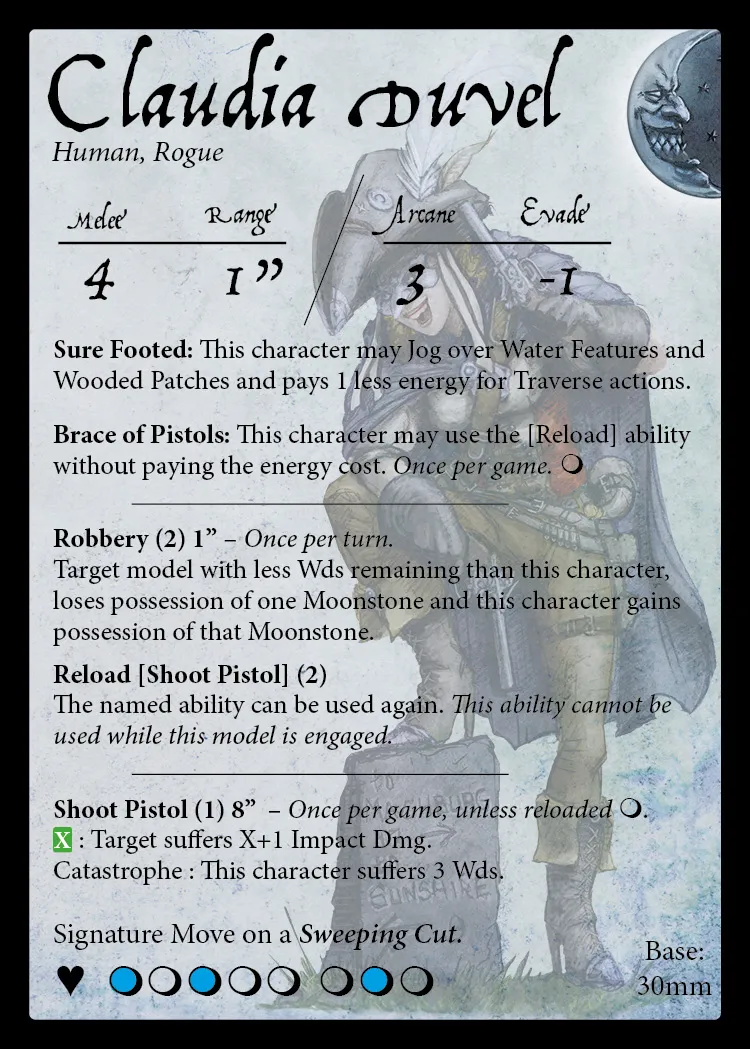 Claudia Duvel
Human, Rogue
Melee Range Arcane Evade
4 1” 3 -1
Sure Footed: This character may Jog over Water Features and
Wooded Patches and pays 1 less energy for Traverse actions.
Brace of Pistols: This character may use the [Reload] ability
without paying the energy cost. Once per game.
Robbery (2) 1” – Once per turn.
Target model with less Wds remaining than this character,
loses possession of one Moonstone and this character gains
possession of that Moonstone.
Reload [Shoot Pistol] (2)
The named ability can be used again. This ability cannot be
used while this model is engaged.
Shoot Pistol (1) 8” – Once per game, unless reloaded .
X : Target suffers X+1 Impact Dmg.
Catastrophe : This character suffers 3 Wds.
GUNSHIRE
Signature Move on a Sweeping Cut.
Base:
30mm